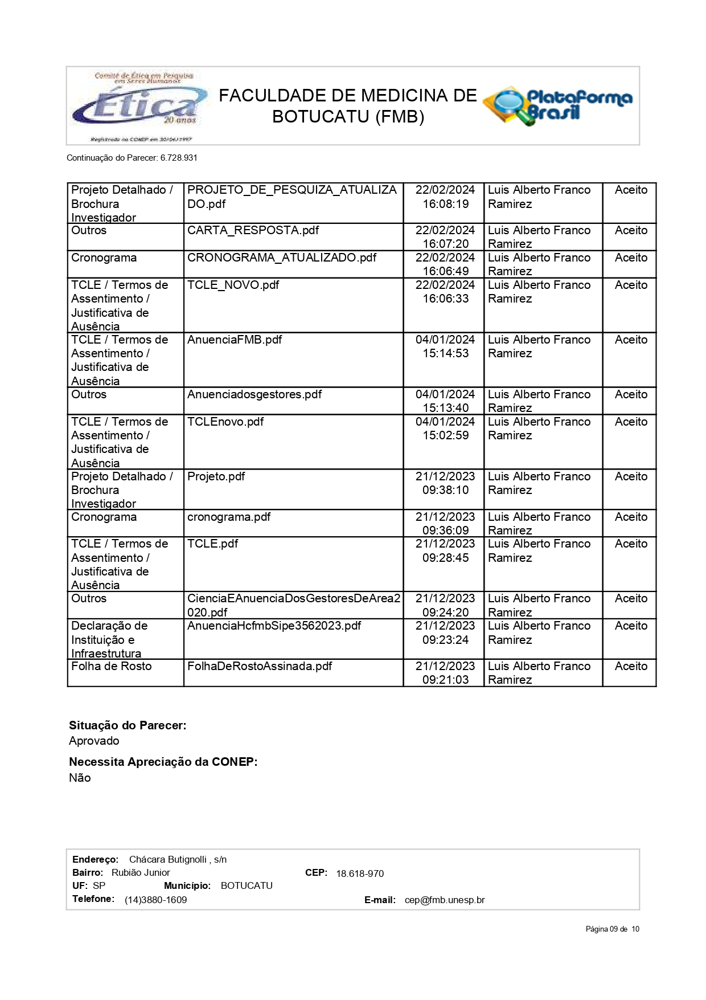 Comitê de Ética em Pesquisa
em Seres Humanos
Ética
20 anos
Registrado na CONEP em 30/04/1997
FACULDADE DE MEDICINA DE
BOTUCATU (FMB)
Plataforma
Brasil
Continuação do Parecer: 6.728.931
Projeto Detalhado / PROJETO_DE_PESQUIZA_ATUALIZA 22/02/2024 Luis Alberto Franco Aceito
Brochura DO.pdf 16:08:19 Ramirez
Investigador
Outros CARTA_RESPOSTA.pdf 22/02/2024 Luis Alberto Franco Aceito
16:07:20 Ramirez
Cronograma CRONOGRAMA_ATUALIZADO.pdf 22/02/2024 Luis Alberto Franco Aceito
16:06:49 Ramirez
TCLE / Termos de TCLE_NOVO.pdf 22/02/2024 Luis Alberto Franco Aceito
Assentimento / 16:06:33 Ramirez
Justificativa de
Ausência
TCLE / Termos de AnuenciaFMB.pdf 04/01/2024 Luis Alberto Franco Aceito
Assentimento / 15:14:53 Ramirez
Justificativa de
Ausência
Outros Anuenciadosgestores.pdf 04/01/2024 Luis Alberto Franco Aceito
15:13:40 Ramirez
TCLE / Termos de TCLEnovo.pdf 04/01/2024 Luis Alberto Franco Aceito
Assentimento / 15:02:59 Ramirez
Justificativa de
Ausência
Projeto Detalhado / Projeto.pdf 21/12/2023 Luis Alberto Franco Aceito
Brochura 09:38:10 Ramirez
Investigador
Cronograma cronograma.pdf 21/12/2023 Luis Alberto Franco Aceito
09:36:09 Ramirez
TCLE / Termos de TCLE.pdf 21/12/2023 Luis Alberto Franco Aceito
Assentimento / 09:28:45 Ramirez
Justificativa de
Ausência
Outros CienciaEAnuenciaDosGestoresDeArea2 21/12/2023 Luis Alberto Franco Aceito
020.pdf 09:24:20 Ramirez
Declaração de AnuenciaHcfmbSipe3562023.pdf 21/12/2023 Luis Alberto Franco Aceito
Instituição e 09:23:24 Ramirez
Infraestrutura
Folha de Rosto FolhaDeRostoAssinada.pdf 21/12/2023 Luis Alberto Franco Aceito
09:21:03 Ramirez
Situação do Parecer:
Aprovado
Necessita Apreciação da CONEP:
Não
Endereço: Chácara Butignolli , s/n
Bairro: Rubião Junior CEP: 18.618-970
UF: SP Município: BOTUCATU
Telefone: (14)3880-1609 E-mail: cep@fmb.unesp.br
Página 09 de 10